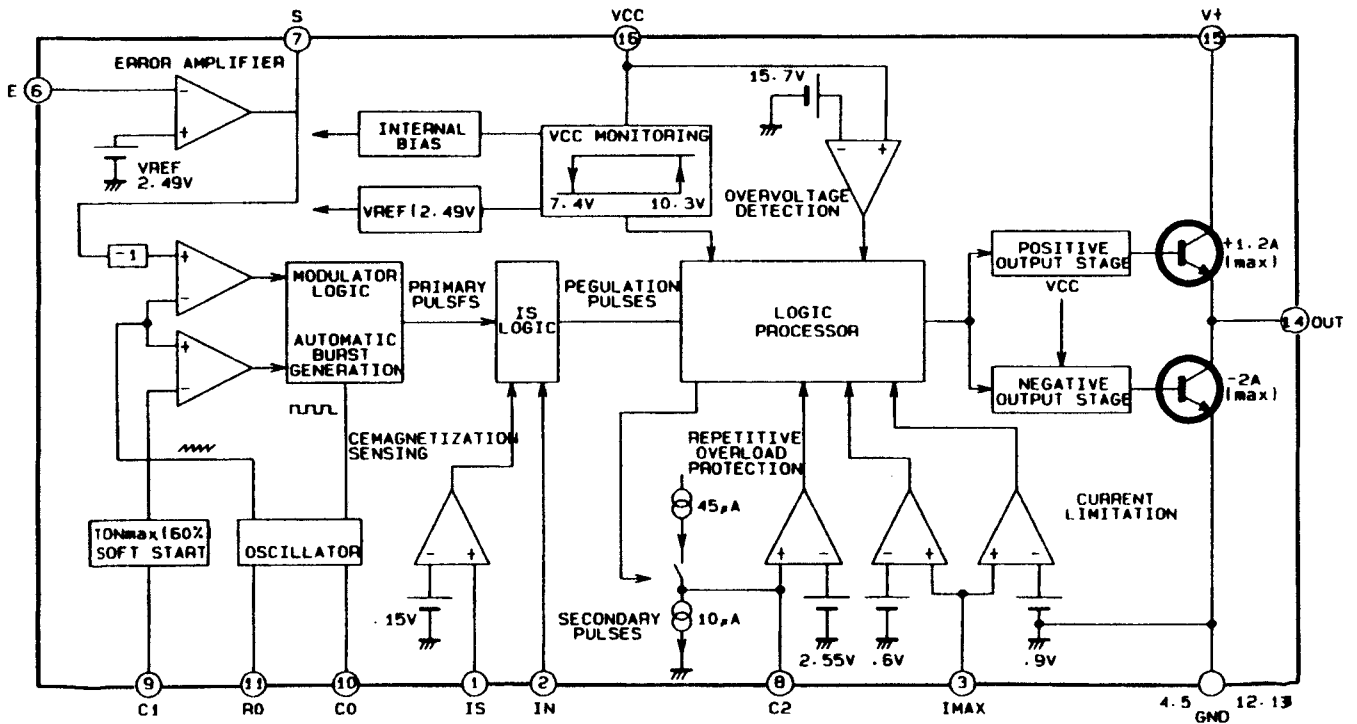 S
7
VCC
16
V+
15
ERROR AMPLIFIER
E
6
-
+
VREF
2.49V
INTERNAL
BIAS
VCC MONITORING
7.4V
10.3V
VREF(2.49V
15.7V
-
+
OVERVOLTAGE
DETECTION
-1
+
-
+
-
MODULATOR
LOGIC
AUTOMATIC
BURST
GENERATION
PRIMARY
PULSFS
IS
LOGIC
PEGULATION
PULSES
LOGIC
PROCESSOR
POSITIVE
OUTPUT STAGE
VCC
NEGATIVE
OUTPUT STAGE
+1.2A
(max)
14
OUT
-2A
(max)
CEMAGNETIZATION
SENSING
REPETITIVE
OVERLOAD
PROTECTION
CURRENT
LIMITATION
TONmax(60%)
SOFT START
OSCILLATOR
-
+
.15V
45µA
10µA
SECONDARY
PULSES
+
-
2.55V
-
+
.6V
+
-
.9V
9
C1
11
RO
10
CO
1
IS
2
IN
8
C2
3
IMAX
4.5
12.13
GND